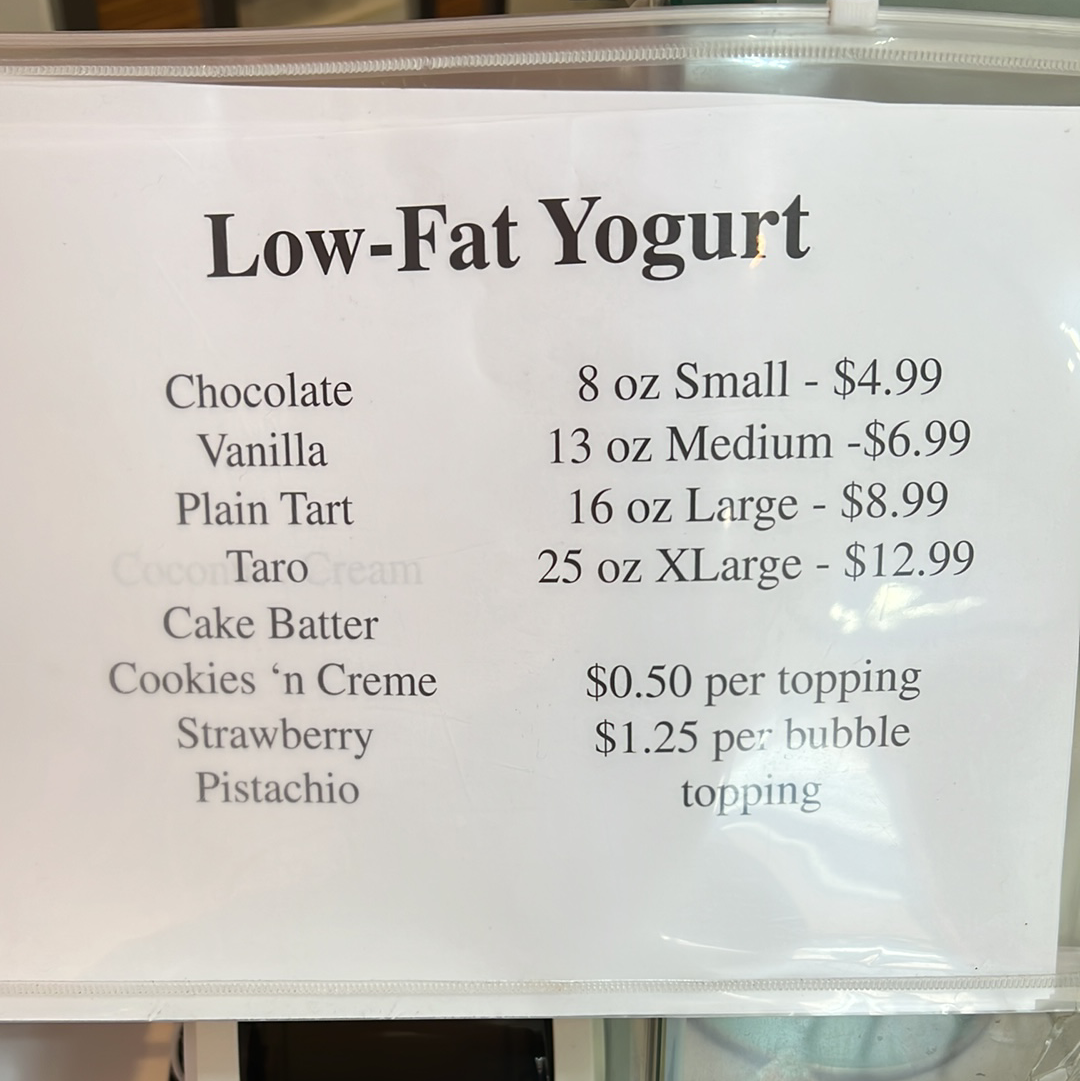 Low-Fat Yogurt
Chocolate
Vanilla
Plain Tart
Taro
Cake Batter
Cookies ‘n Creme
Strawberry
Pistachio
8 oz Small - $4.99
13 oz Medium -$6.99
16 oz Large - $8.99
25 oz XLarge - $12.99
$0.50 per topping
$1.25 per bubble
topping